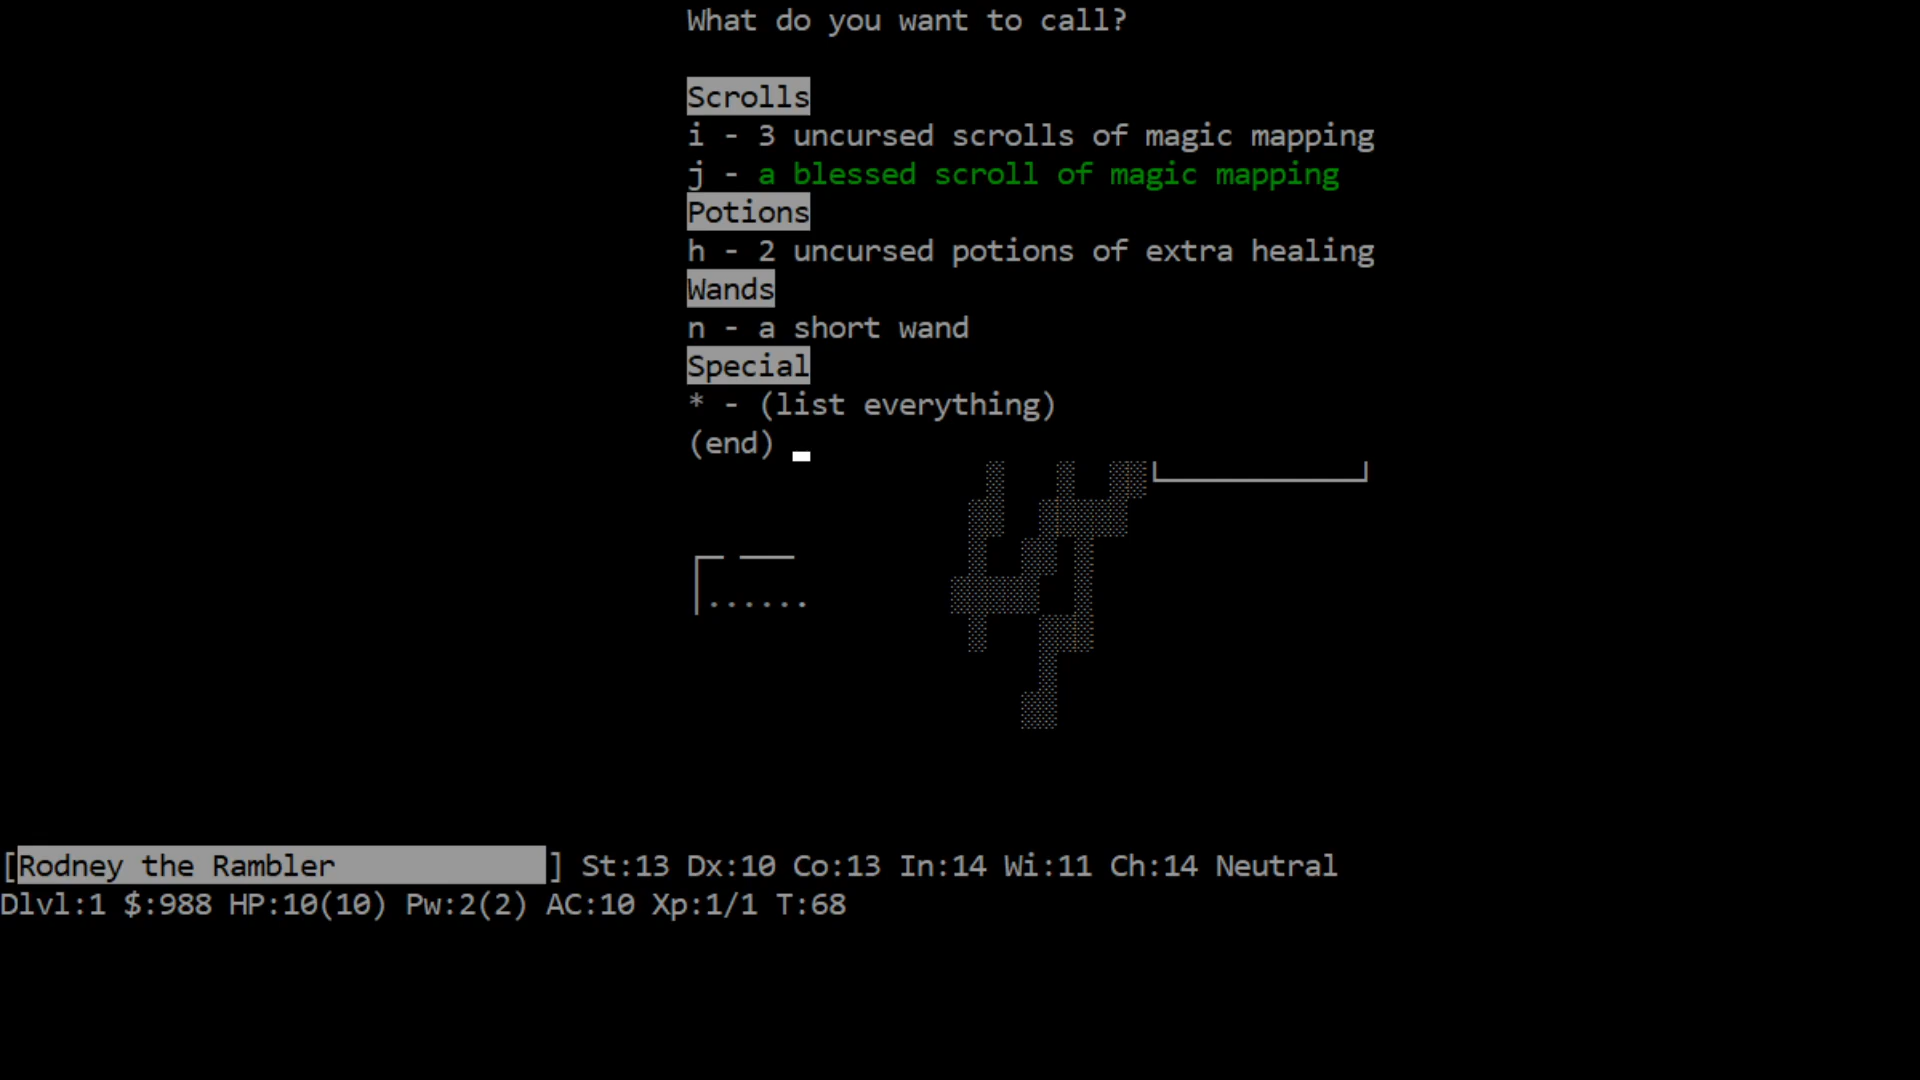 What do you want to call?
Scrolls
i - 3 uncursed scrolls of magic mapping
j - a blessed scroll of magic mapping
Potions
h - 2 uncursed potions of extra healing
Wands
n - a short wand
Special
* - (list everything)
(end)
[Rodney the Rambler] St:13 Dx:10 Co:13 In:14 Wi:11 Ch:14 Neutral
Dlvl:1 $:988 HP:10(10) Pw:2(2) AC:10 Xp:1/1 T:68